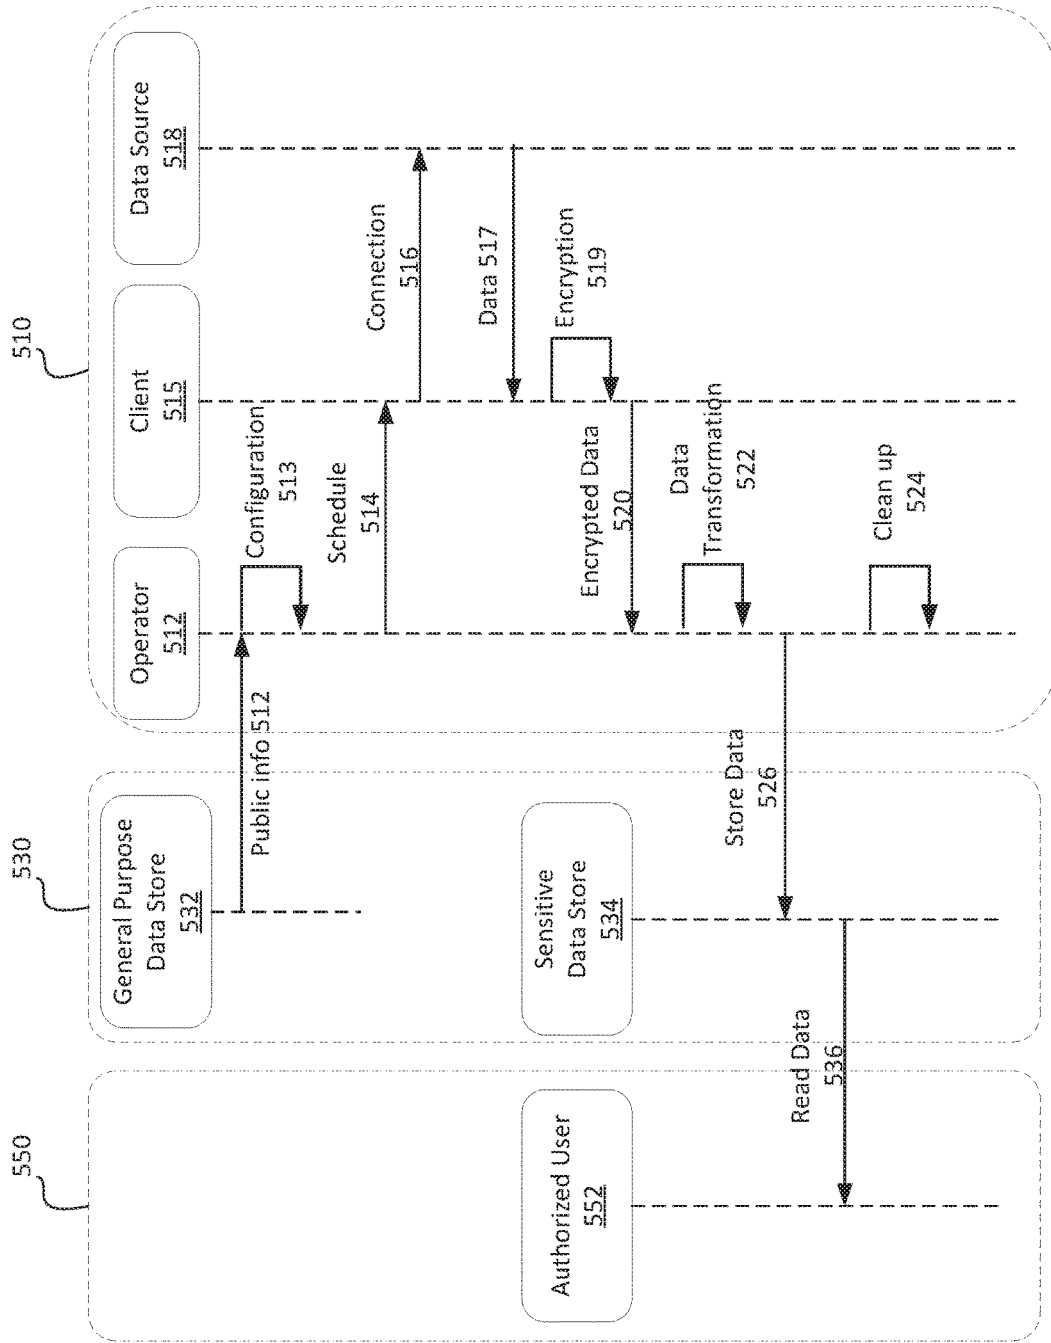 550
530
510
Authorized User
552
General Purpose
Data Store
532
Sensitive
Data Store
534
Operator
512
Client
515
Data Source
518
Public info 512
Configuration
513
Schedule
514
Connection
516
Data 517
Encryption
519
Encrypted Data
520
Data
Transformation
522
Store Data
526
Read Data
536
Clean up
524